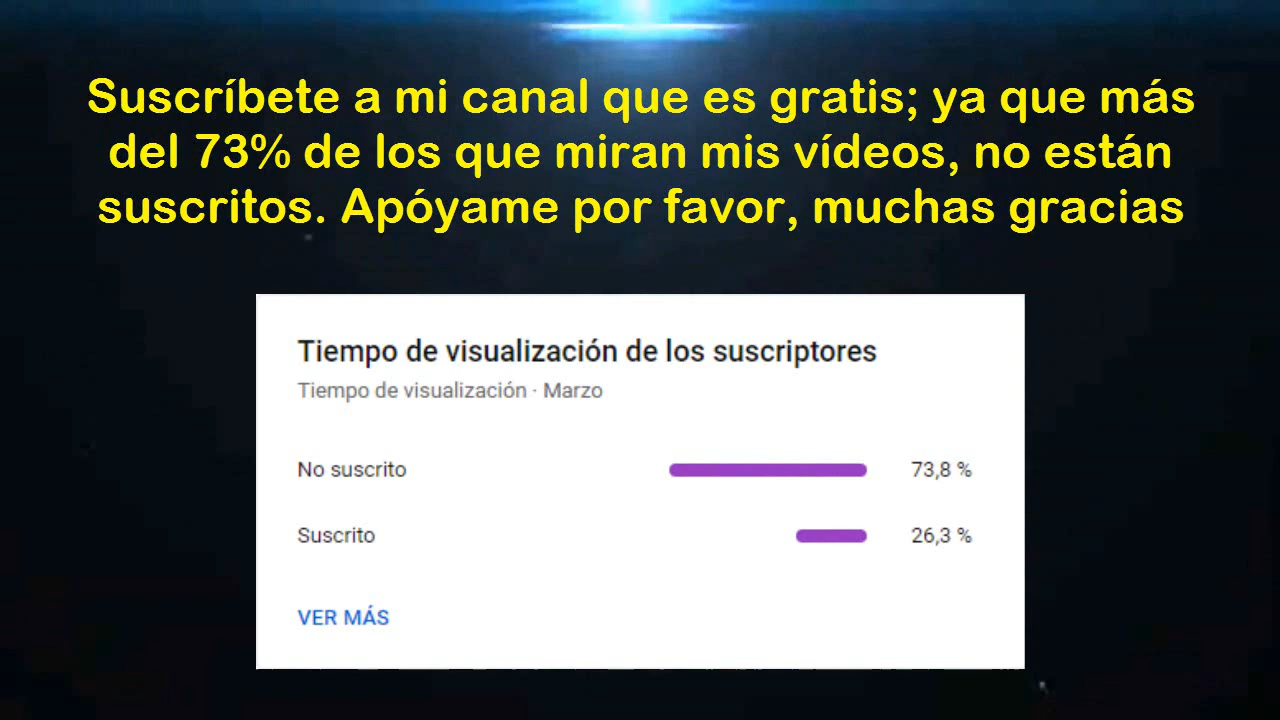 Suscríbete a mi canal que es gratis; ya que más
del 73% de los que miran mis vídeos, no están
suscritos. Apóyame por favor, muchas gracias
Tiempo de visualización de los suscriptores
Tiempo de visualización · Marzo
No suscrito 73,8 %
Suscrito 26,3 %
VER MÁS